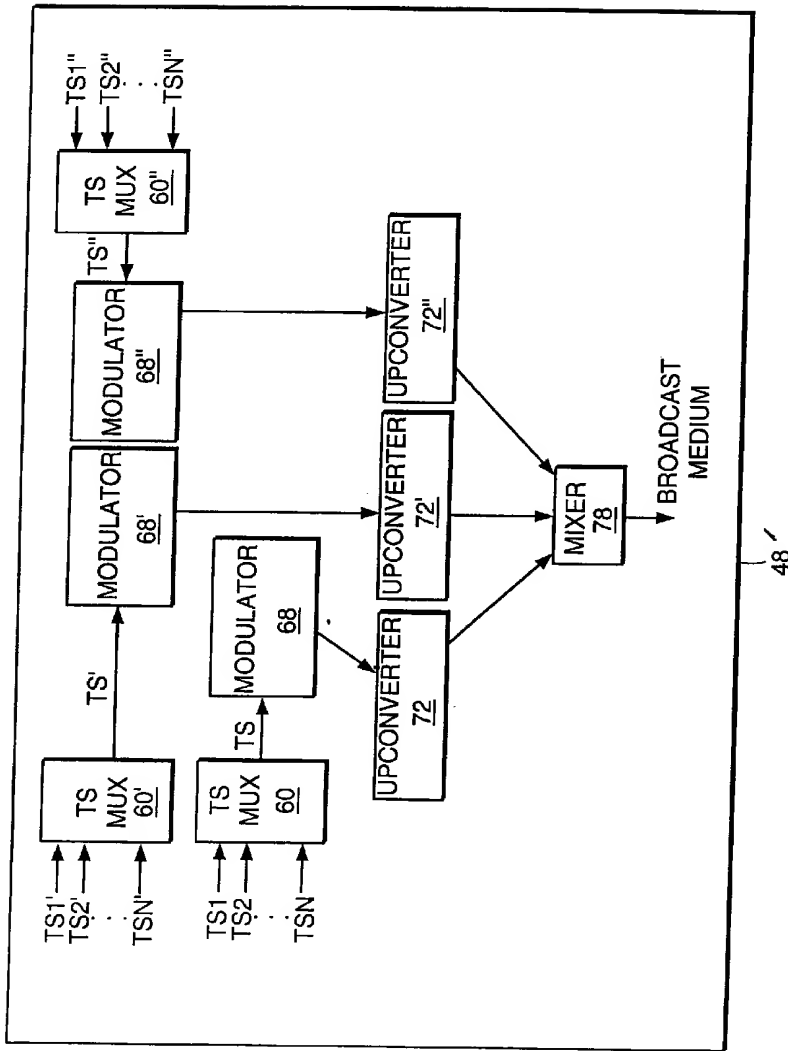 TS1'
TS2'
. . .
TSN"
TS
MUX
60'
TS'
MODULATOR
68'
MODULATOR
68"
TS"
TS
MUX
60"
TS1"
TS2"
. . .
TSN"
TS1
TS2
. . .
TSN
TS
MUX
60
TS
MODULATOR
68
UPCONVERTER
72
UPCONVERTER
72'
UPCONVERTER
72"
MIXER
78
BROADCAST
MEDIUM
48'